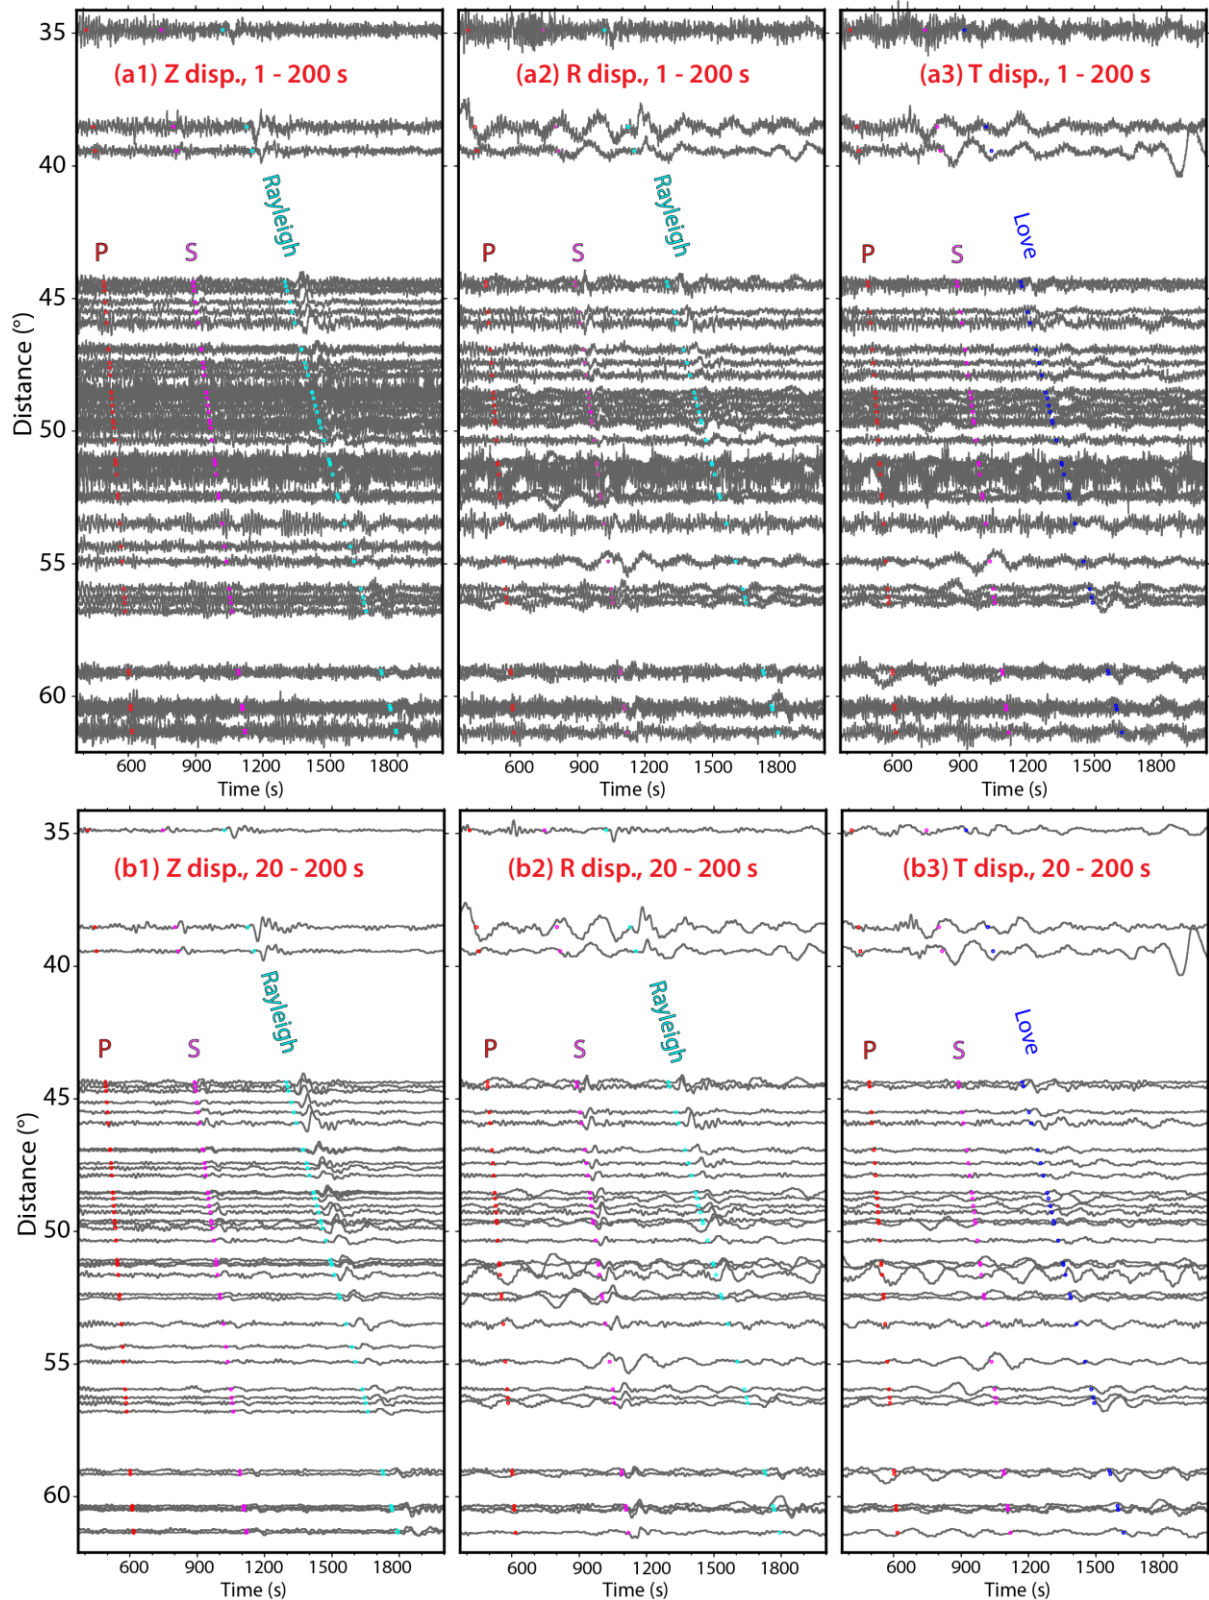 35
(a1) Z disp., 1 - 200 s
(a2) R disp., 1 - 200 s
(a3) T disp., 1 - 200 s
40
Rayleigh
Rayleigh
Love
P
S
P
S
P
S
45
Distance (°)
50
55
60
600
900
1200
1500
1800
600
900
1200
1500
1800
600
900
1200
1500
1800
Time (s)
Time (s)
Time (s)
35
(b1) Z disp., 20 - 200 s
(b2) R disp., 20 - 200 s
(b3) T disp., 20 - 200 s
40
Rayleigh
Rayleigh
Love
P
S
P
S
P
S
45
Distance (°)
50
55
60
600
900
1200
1500
1800
600
900
1200
1500
1800
600
900
1200
1500
1800
Time (s)
Time (s)
Time (s)